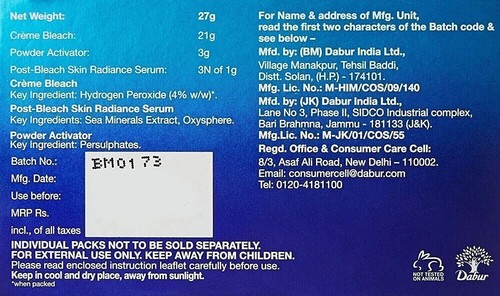 Net Weight: 27g
Crème Bleach: 21g
Powder Activator: 3g
Post-Bleach Skin Radiance Serum: 3N of 1g
Crème Bleach
Key Ingredient: Hydrogen Peroxide (4% w/w)*.
Post-Bleach Skin Radiance Serum
Key Ingredients: Sea Minerals Extract, Oxysphere.
Powder Activator
Key Ingredient: Persulphates.
Batch No.: BM0173
Mfg. Date:
Use before:
MRP Rs.
incl., of all taxes
INDIVIDUAL PACKS NOT TO BE SOLD SEPARATELY.
FOR EXTERNAL USE ONLY. KEEP AWAY FROM CHILDREN.
Please read enclosed instruction leaflet carefully before use.
Keep in cool and dry place, away from sunlight.
*when packed
For Name & address of Mfg. Unit,
read the first two characters of the Batch code &
see below –
Mfd. by: (BM) Dabur India Ltd.,
Village Manakpur, Tehsil Baddi,
Distt. Solan, (H.P.) - 174101.
Mfg. Lic. No.: M-HIM/COS/09/140
Mfd. by: (JK) Dabur India Ltd.,
Lane No 3, Phase II, SIDCO Industrial complex,
Bari Brahmna, Jammu - 181133 (J&K).
Mfg.Lic. No.: M-JK/01/COS/55
Regd. Office & Consumer Care Cell:
8/3, Asaf Ali Road, New Delhi – 110002.
Email: consumercell@dabur.com
Tel: 0120-4181100
NOT TESTED
ON ANIMALS
Dabur